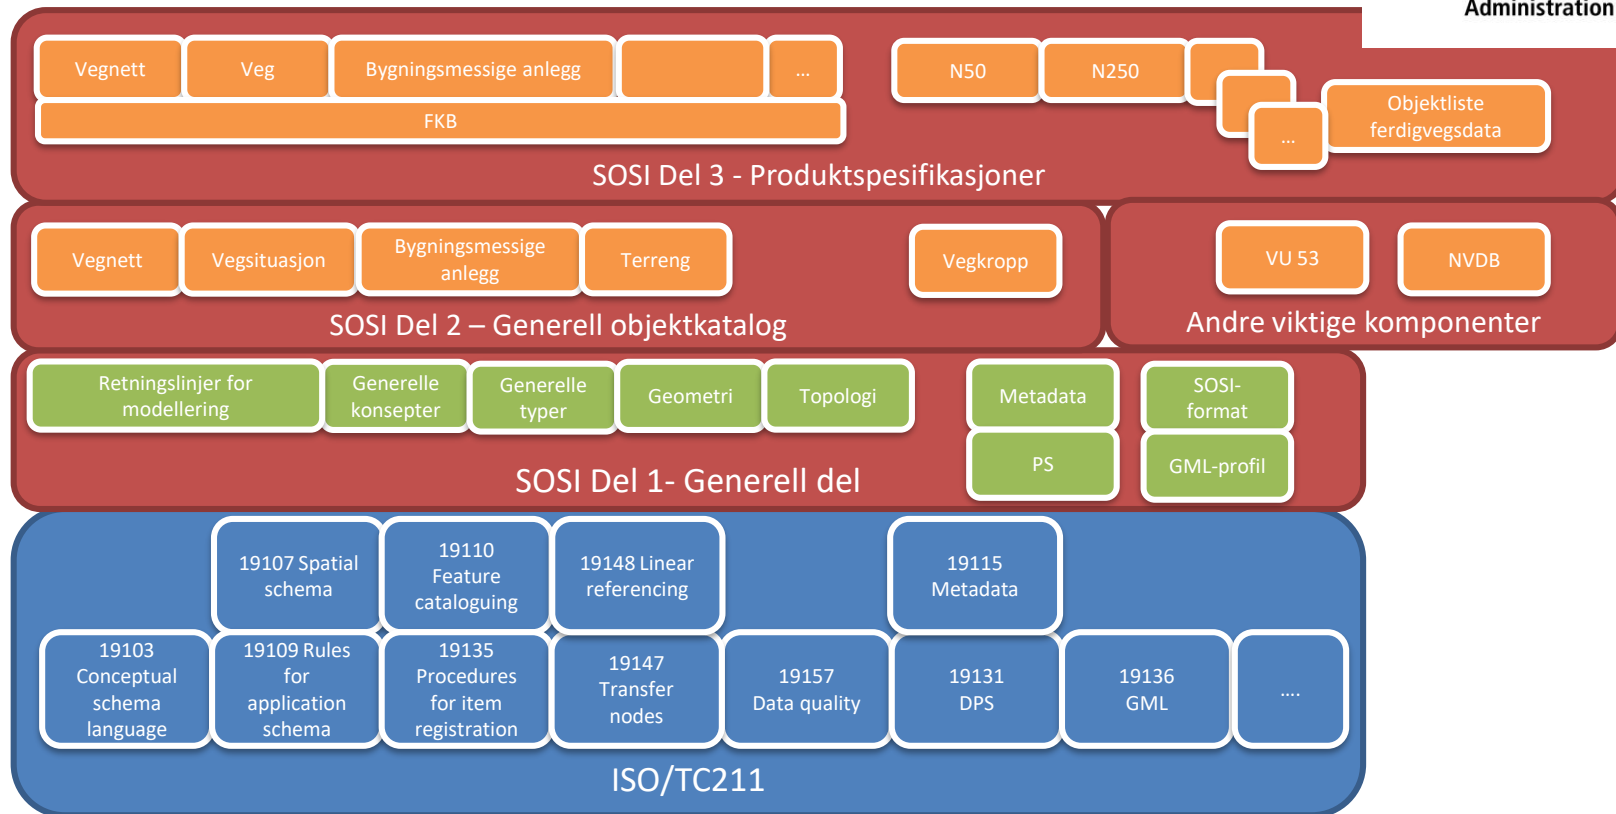 Administration
Vegnett
Veg
Bygningsmessige anlegg
...
N50
N250
...
Objektliste
ferdigvegsdata
FKB
SOSI Del 3 - Produktspesifikasjoner
Vegnett
Vegsituasjon
Bygningsmessige
anlegg
Terreng
Vegkropp
VU 53
NVDB
SOSI Del 2 – Generell objektkatalog
Andre viktige komponenter
Retningslinjer for
modellering
Generelle
konsepter
Generelle
typer
Geometri
Topologi
Metadata
SOSI-
format
PS
GML-profil
SOSI Del 1- Generell del
19107 Spatial
schema
19110
Feature
cataloguing
19148 Linear
referencing
19115
Metadata
19103
Conceptual
schema
language
19109 Rules
for
application
schema
19135
Procedures
for item
registration
19147
Transfer
nodes
19157
Data quality
19131
DPS
19136
GML
....
ISO/TC211